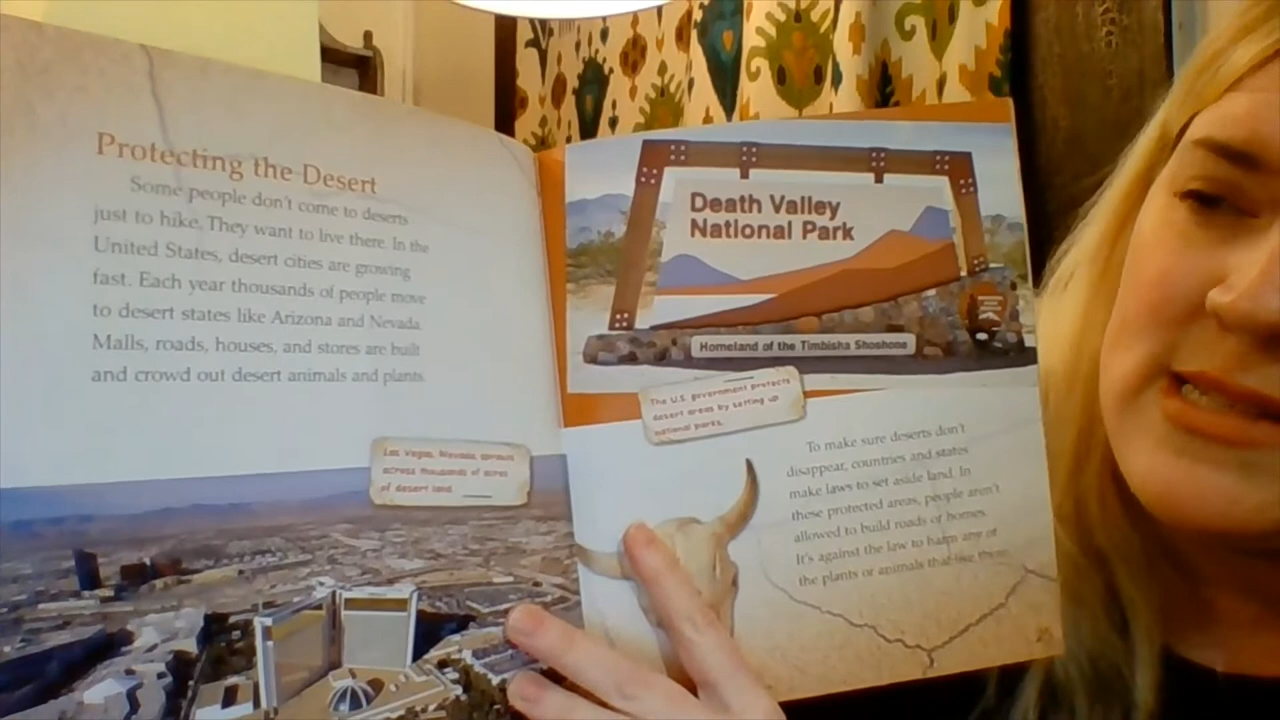 Protecting the Desert
Some people don't come to deserts
just to hike. They want to live there. In the
United States, desert cities are growing
fast. Each year thousands of people move
to desert states like Arizona and Nevada.
Malls, roads, houses, and stores are built
and crowd out desert animals and plants.
Las Vegas, Nevada, sprawls
across thousands of acres
of desert land.
Death Valley
National Park
Homeland of the Timbisha Shoshone
The U.S. government protects
desert areas by setting up
national parks.
To make sure deserts don't
disappear, countries and states
make laws to set aside land. In
these protected areas, people aren't
allowed to build roads or homes.
It's against the law to harm any of
the plants or animals that live there.